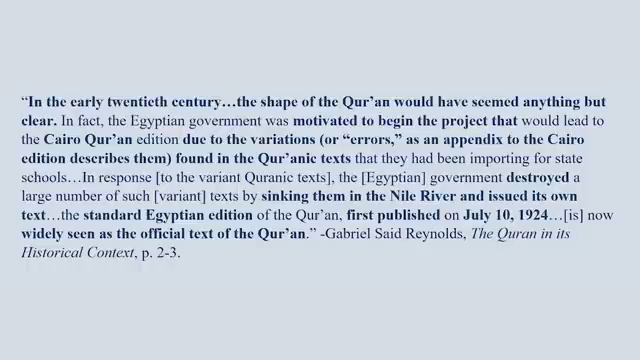 “In the early twentieth century…the shape of the Qur’an would have seemed anything but
clear. In fact, the Egyptian government was motivated to begin the project that would lead to
the Cairo Qur’an edition due to the variations (or “errors,” as an appendix to the Cairo
edition describes them) found in the Qur’anic texts that they had been importing for state
schools…In response [to the variant Quranic texts], the [Egyptian] government destroyed a
large number of such [variant] texts by sinking them in the Nile River and issued its own
text…the standard Egyptian edition of the Qur’an, first published on July 10, 1924…[is] now
widely seen as the official text of the Qur’an.” -Gabriel Said Reynolds, The Quran in its
Historical Context, p. 2-3.